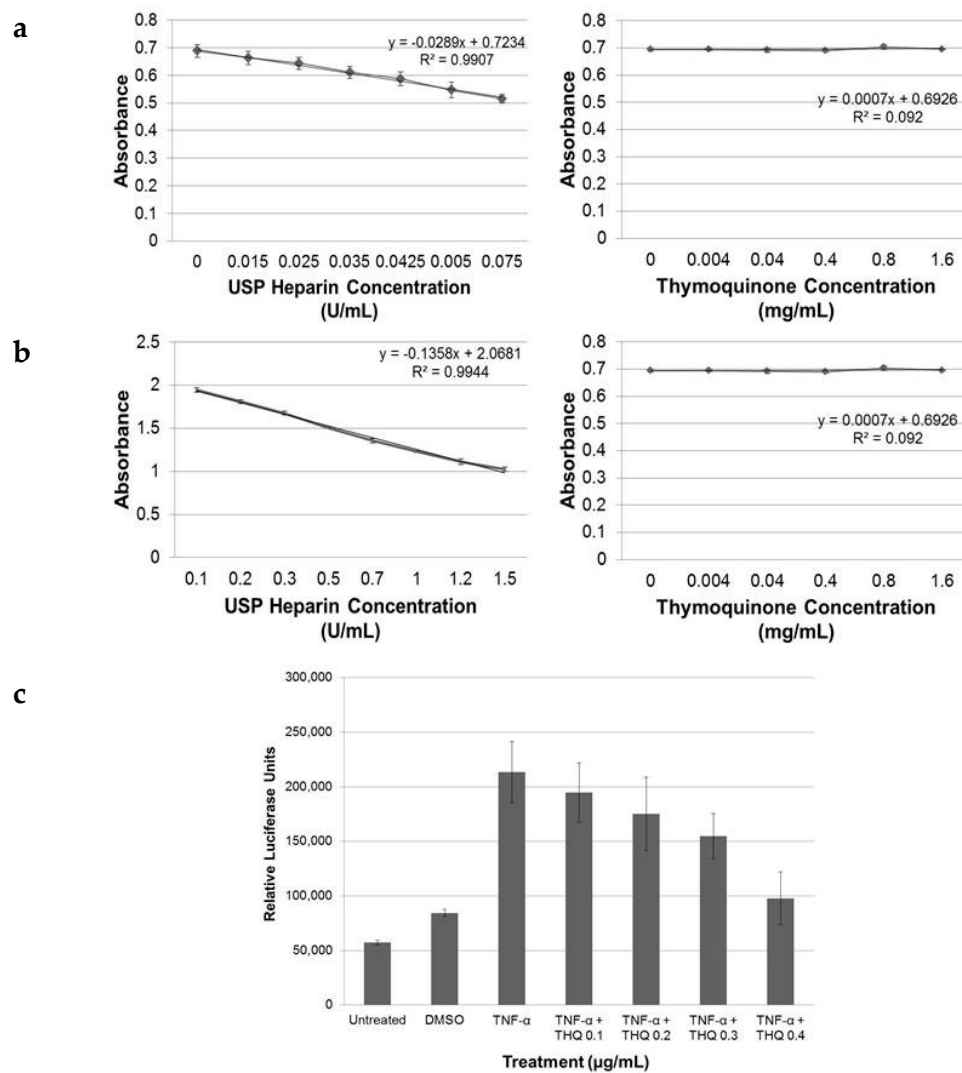 a
0.8
0.7
0.6
0.5
0.4
0.3
0.2
0.1
0
Absorbance
y = -0.0289x + 0.7234
R² = 0.9907
0 0.015 0.025 0.035 0.0425 0.005 0.075
USP Heparin Concentration
(U/mL)
0.8
0.7
0.6
0.5
0.4
0.3
0.2
0.1
0
Absorbance
y = 0.0007x + 0.6926
R² = 0.092
0 0.004 0.04 0.4 0.8 1.6
Thymoquinone Concentration
(mg/mL)
b
2.5
2
1.5
1
0.5
0
Absorbance
y = -0.1358x + 2.0681
R² = 0.9944
0.1 0.2 0.3 0.5 0.7 1 1.2 1.5
USP Heparin Concentration
(U/mL)
0.8
0.7
0.6
0.5
0.4
0.3
0.2
0.1
0
Absorbance
y = 0.0007x + 0.6926
R² = 0.092
0 0.004 0.04 0.4 0.8 1.6
Thymoquinone Concentration
(mg/mL)
c
300,000
250,000
200,000
150,000
100,000
50,000
0
Relative Luciferase Units
Untreated DMSO TNF-α TNF-α + TNF-α + TNF-α + TNF-α +
THQ 0.1 THQ 0.2 THQ 0.3 THQ 0.4
Treatment (µg/mL)